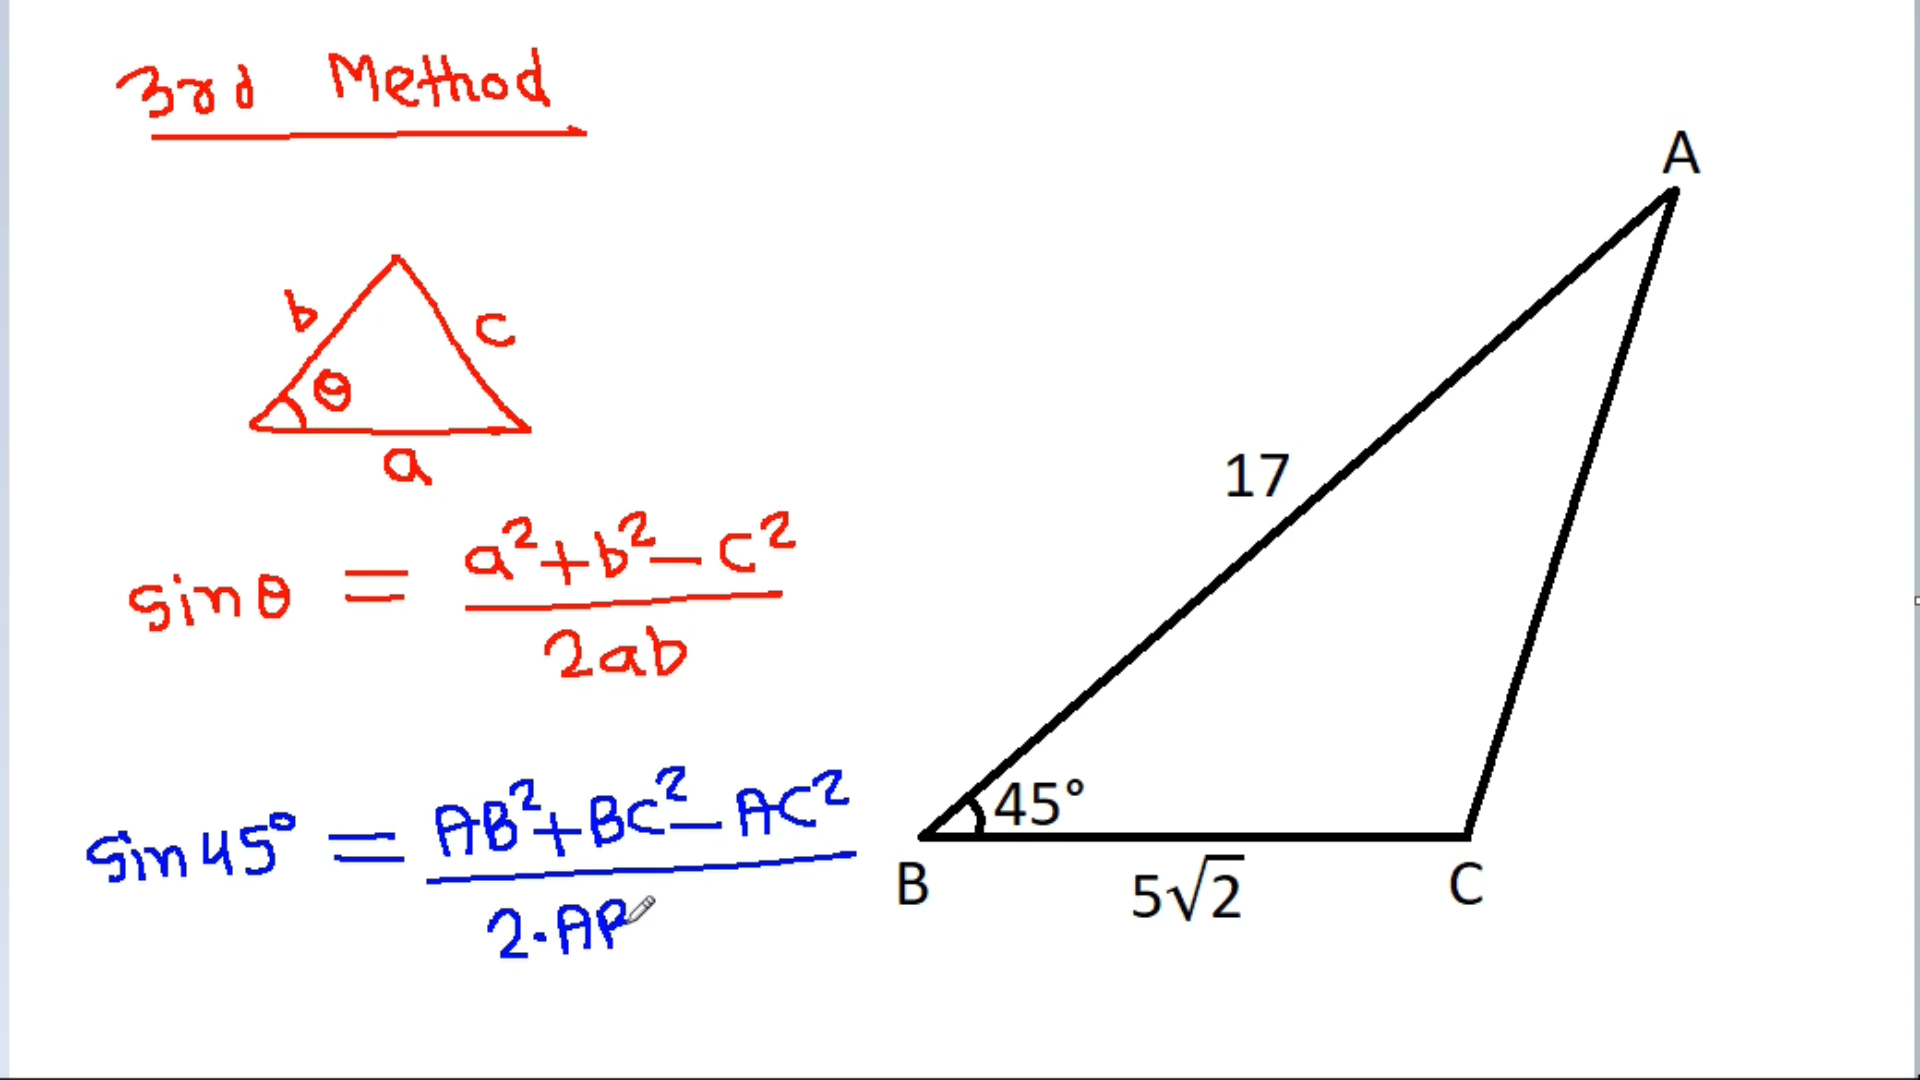 3rd Method
b
c
θ
a
sinθ = a²+b²−c² / 2ab
sin45° = AB²+BC²−AC² / 2·AB
A
17
45°
B
5√2
C